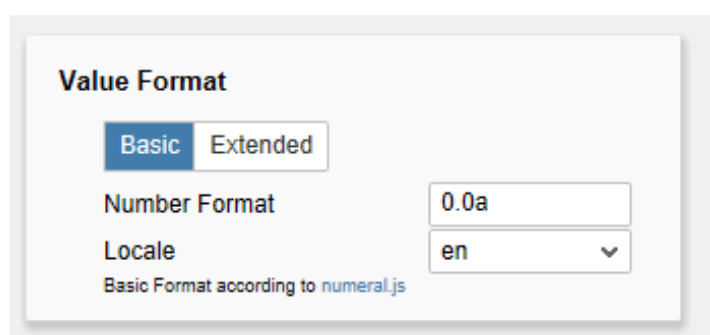 Value Format
Basic Extended
Number Format 0.0a
Locale en
Basic Format according to numeral.js